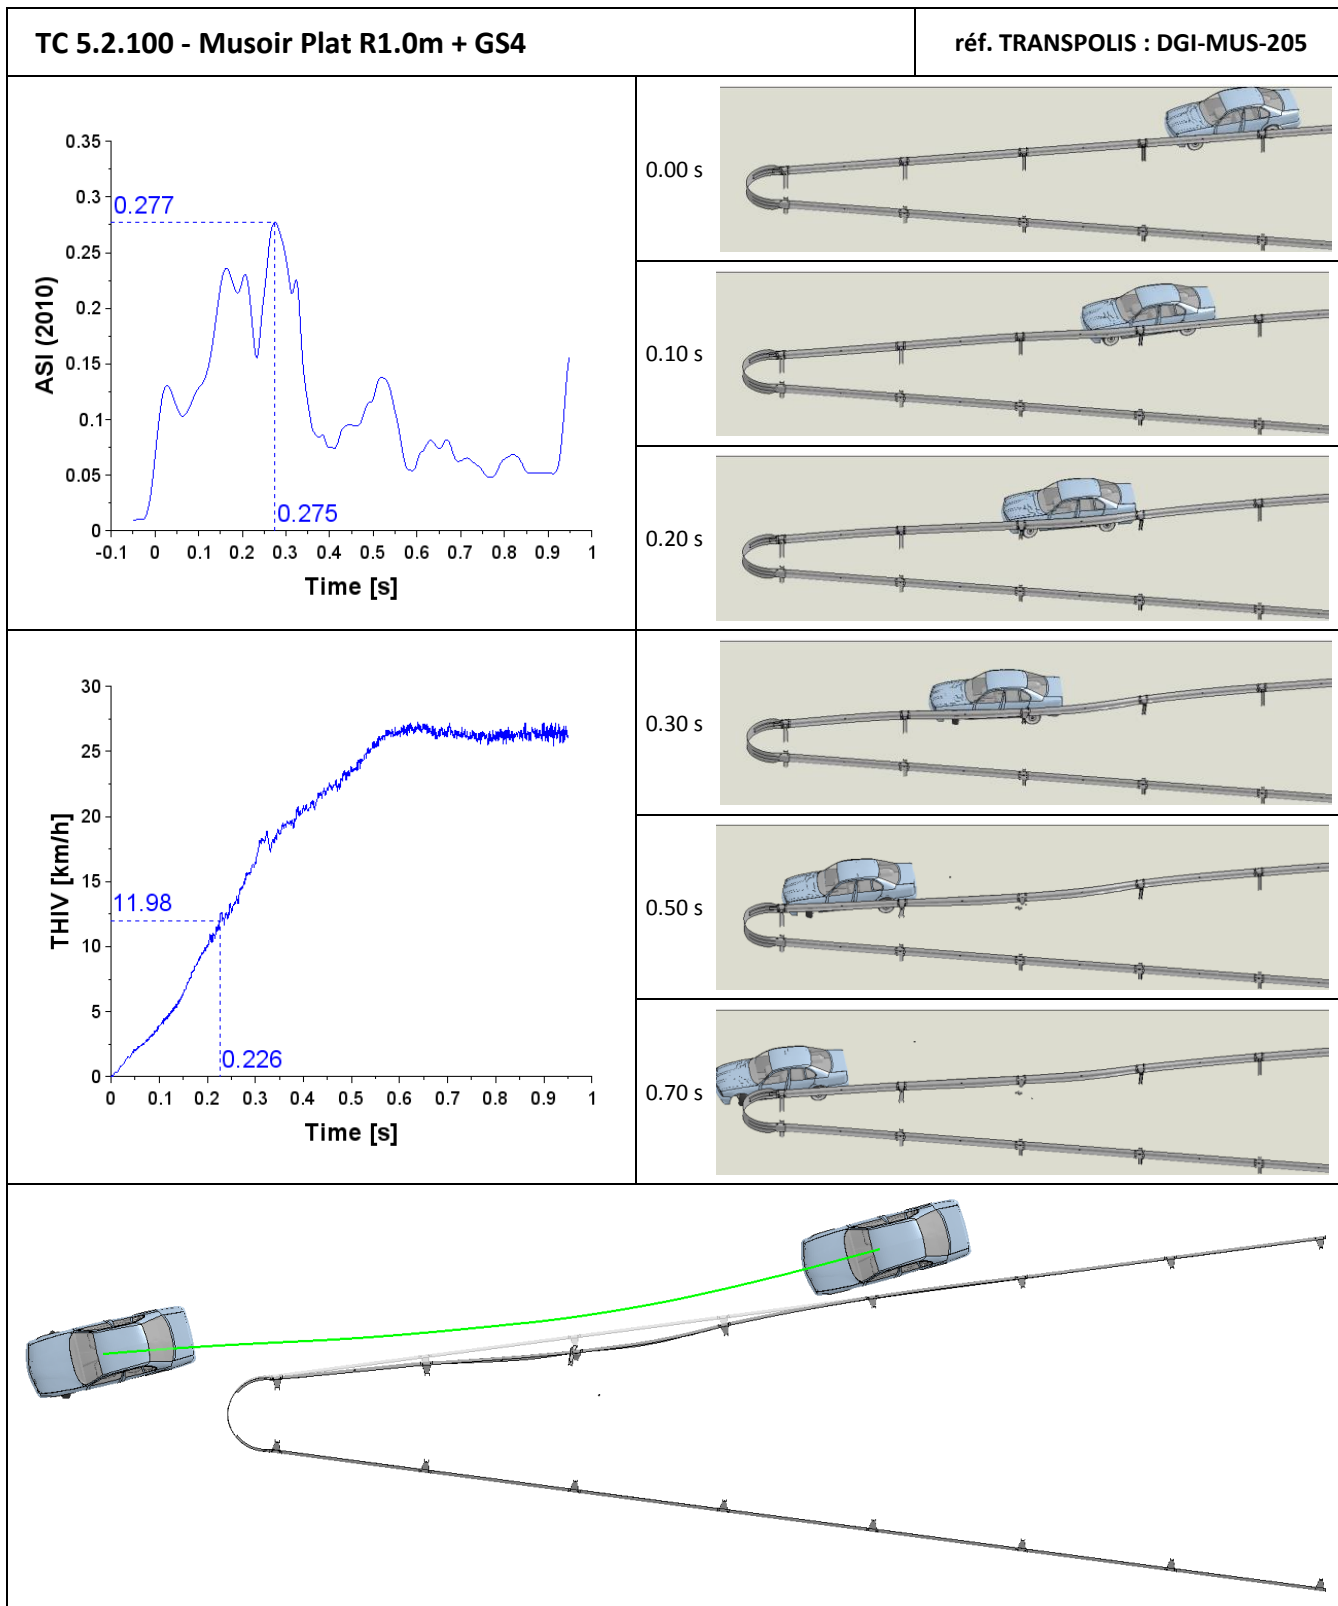 TC 5.2.100 - Musoir Plat R1.0m + GS4
réf. TRANSPOLIS : DGI-MUS-205
ASI (2010)
0.35
0.3
0.25
0.2
0.15
0.1
0.05
0
0.277
0.275
-0.1 0 0.1 0.2 0.3 0.4 0.5 0.6 0.7 0.8 0.9 1
Time [s]
0.00 s
0.10 s
0.20 s
THIV [km/h]
30
25
20
15
10
5
0
11.98
0.226
0 0.1 0.2 0.3 0.4 0.5 0.6 0.7 0.8 0.9 1
Time [s]
0.30 s
0.50 s
0.70 s